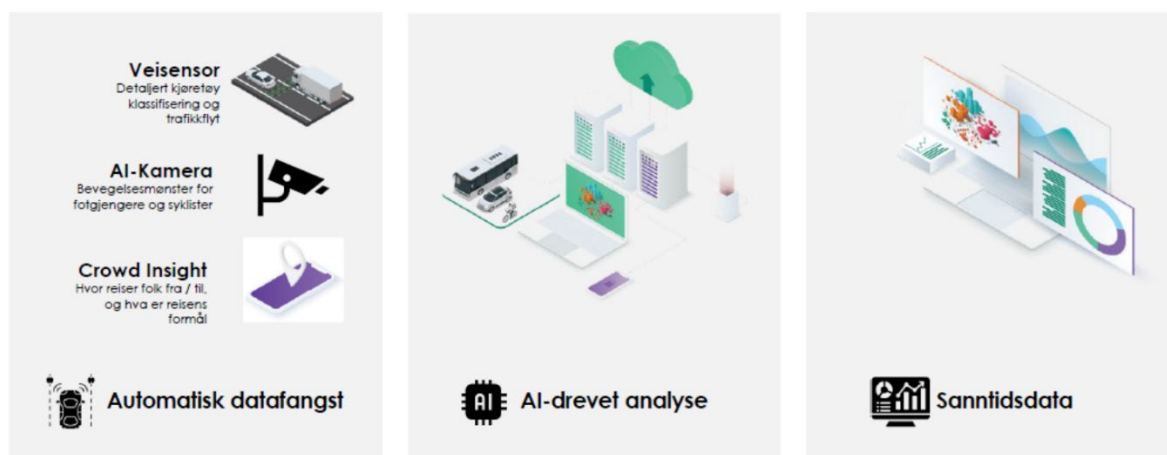 Veisensor
Detaljert kjøretøy
klassifisering og
trafikkflyt
AI-Kamera
Bevegelsesmønster for
fotgjengere og syklister
Crowd Insight
Hvor reiser folk fra / til,
og hva er reisens
formål
Automatisk datafangst
AI
AI-drevet analyse
Sanntidsdata